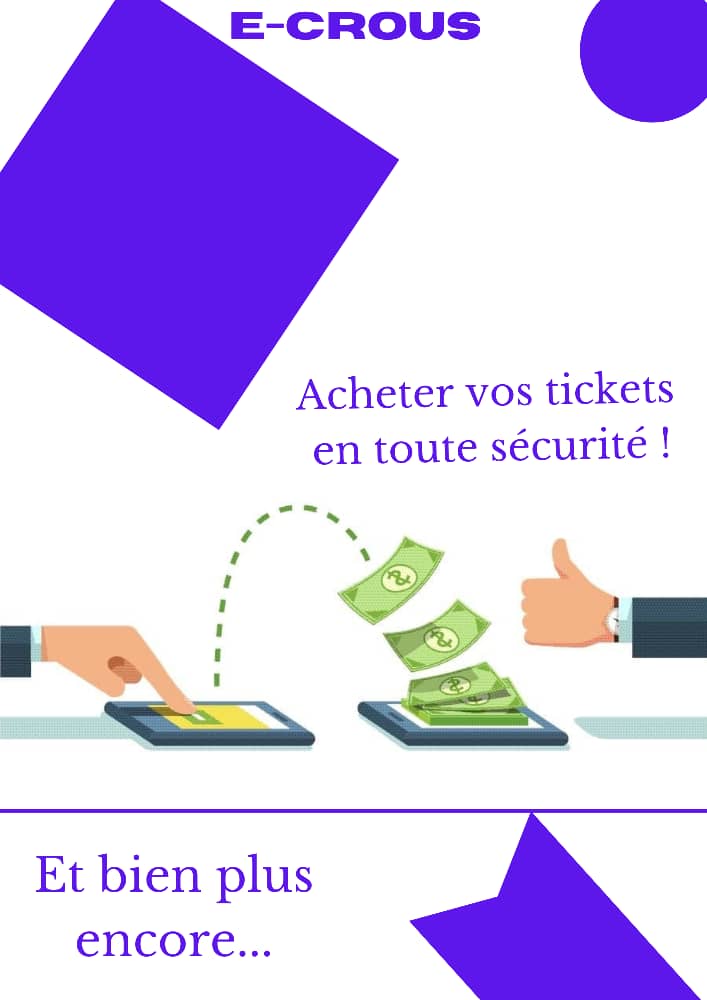 E-CROUS
Acheter vos tickets
en toute sécurité !
Et bien plus
encore...